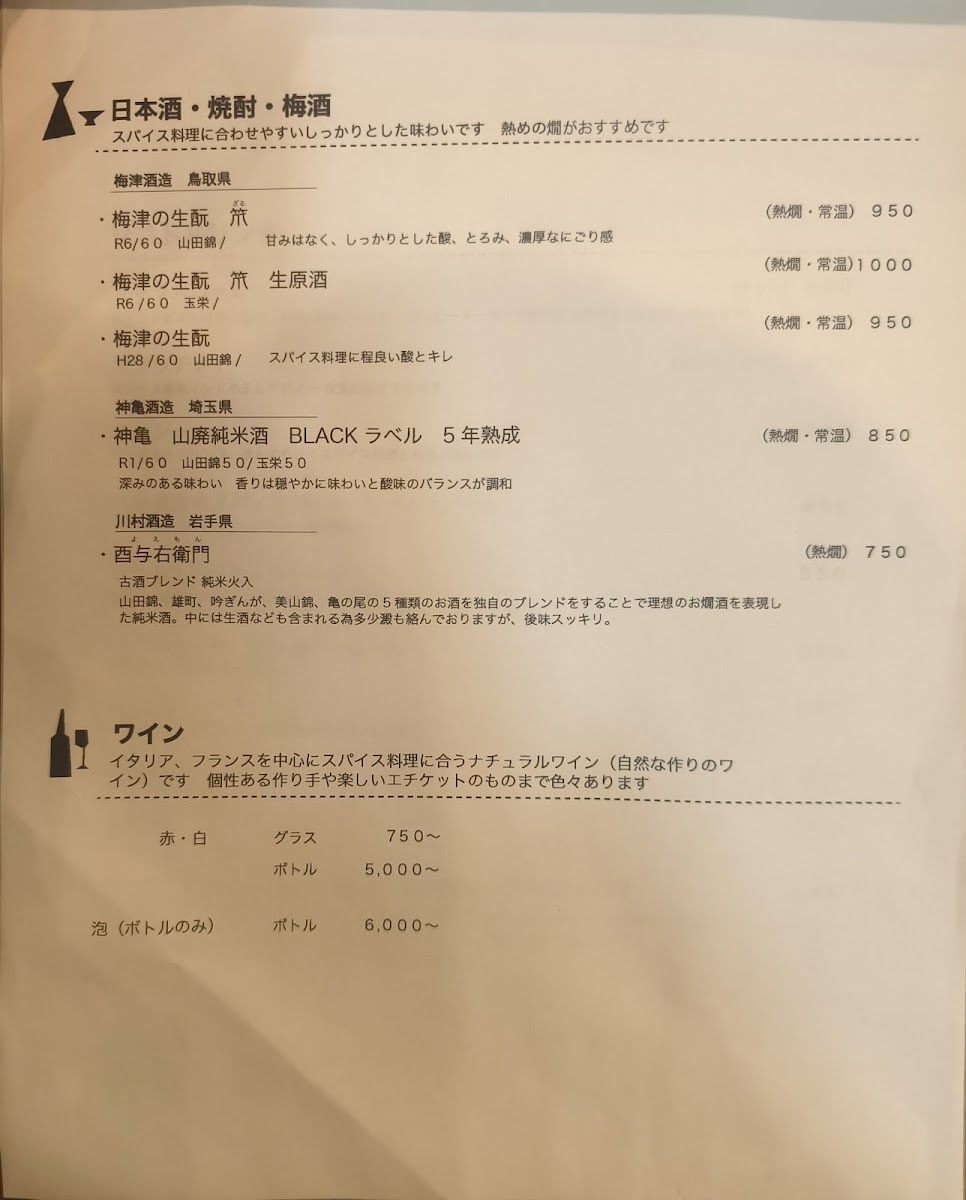 日本酒・焼酎・梅酒
スパイス料理に合わせやすいしっかりとした味わいです　熱めの燗がおすすめです
梅津酒造　鳥取県
ざる
・梅津の生酛　笊　（熱燗・常温）　９５０
R6/６０　山田錦 /　甘みはなく、しっかりとした酸、とろみ、濃厚なにごり感
・梅津の生酛　笊　生原酒　（熱燗・常温）１０００
R6 /６０　玉栄 /
・梅津の生酛　（熱燗・常温）　９５０
H28 /６０　山田錦 /　スパイス料理に程良い酸とキレ
神亀酒造　埼玉県
・神亀　山廃純米酒　BLACK ラベル　５年熟成　（熱燗・常温）　８５０
R1/６０　山田錦５０/ 玉栄５０
深みのある味わい　香りは穏やかに味わいと酸味のバランスが調和
川村酒造　岩手県
よえもん
・酉与右衛門　（熱燗）　７５０
古酒ブレンド 純米火入
山田錦、雄町、吟ぎんが、美山錦、亀の尾の５種類のお酒を独自のブレンドをすることで理想のお燗酒を表現し
た純米酒。中には生酒なども含まれる為多少澱も絡んでおりますが、後味スッキリ。
ワイン
イタリア、フランスを中心にスパイス料理に合うナチュラルワイン（自然な作りのワ
イン）です　個性ある作り手や楽しいエチケットのものまで色々あります
赤・白　グラス　７５０〜
ボトル　５,０００〜
泡（ボトルのみ）　ボトル　６,０００〜